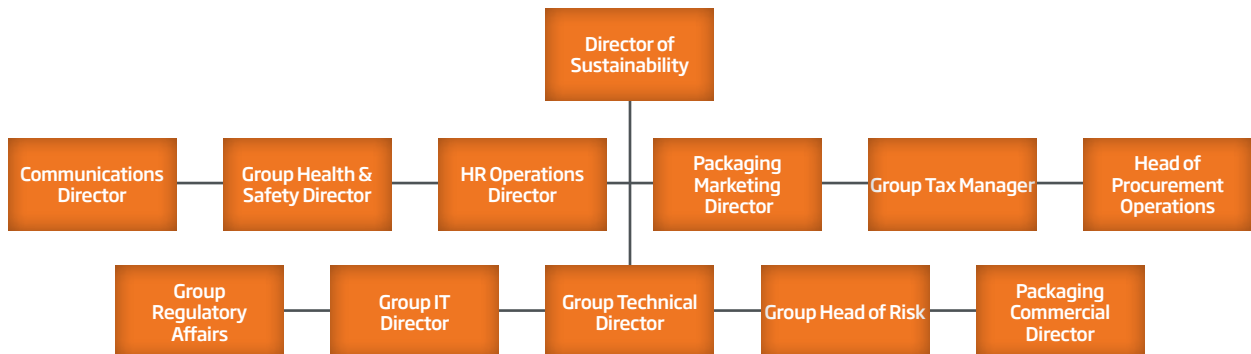 Director of
Sustainability
Communications
Director
Group Health &
Safety Director
HR Operations
Director
Packaging
Marketing
Director
Group Tax Manager
Head of
Procurement
Operations
Group
Regulatory
Affairs
Group IT
Director
Group Technical
Director
Group Head of Risk
Packaging
Commercial
Director